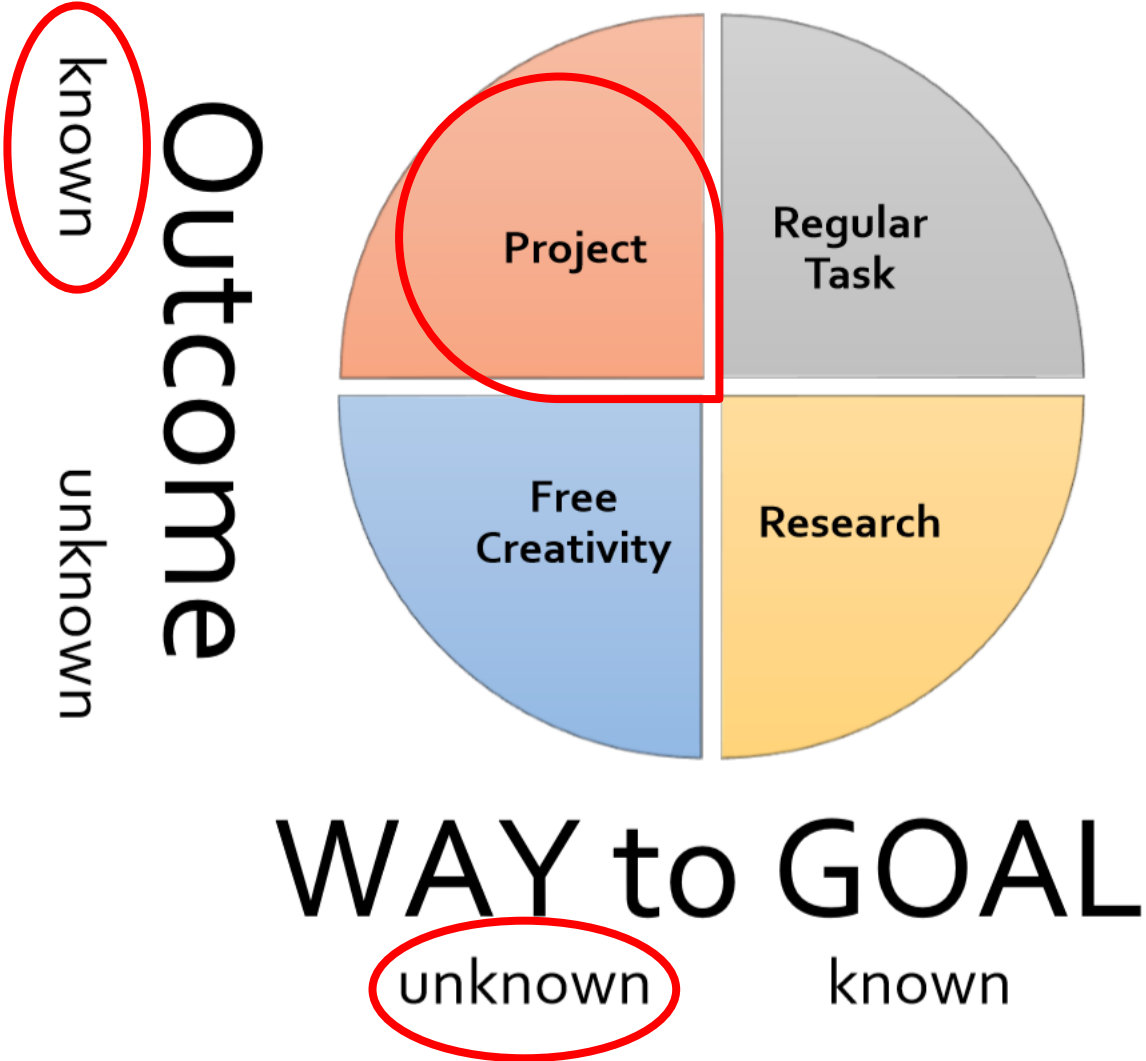 known
unknown
Outcome
Project
Regular
Task
Free
Creativity
Research
WAY to GOAL
unknown
known